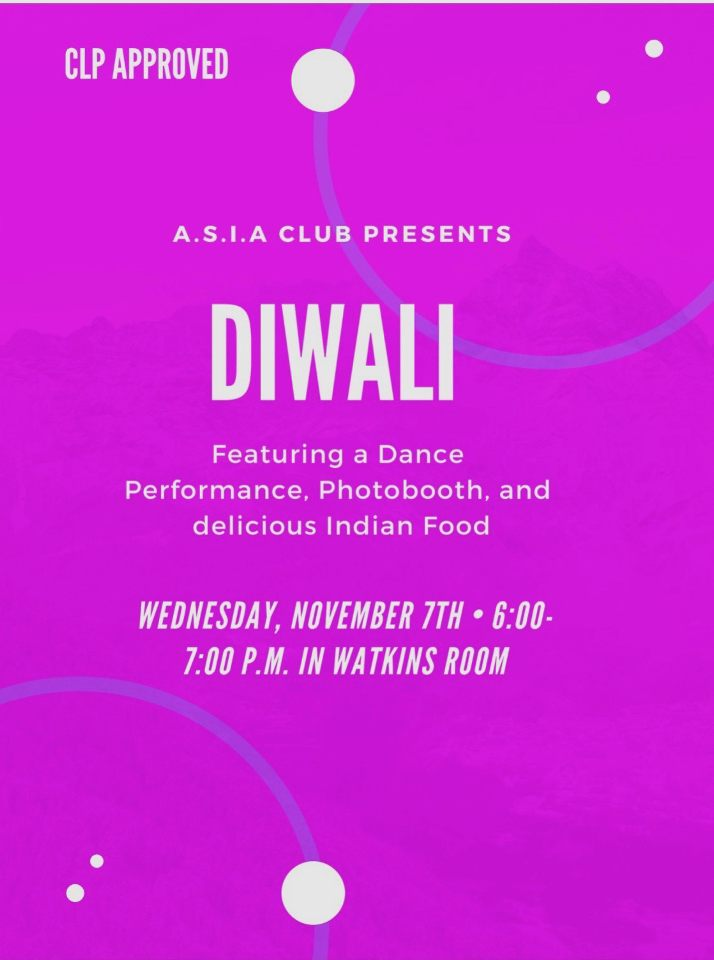 CLP APPROVED
A.S.I.A CLUB PRESENTS
DIWALI
Featuring a Dance
Performance, Photobooth, and
delicious Indian Food
WEDNESDAY, NOVEMBER 7TH • 6:00-
7:00 P.M. IN WATKINS ROOM